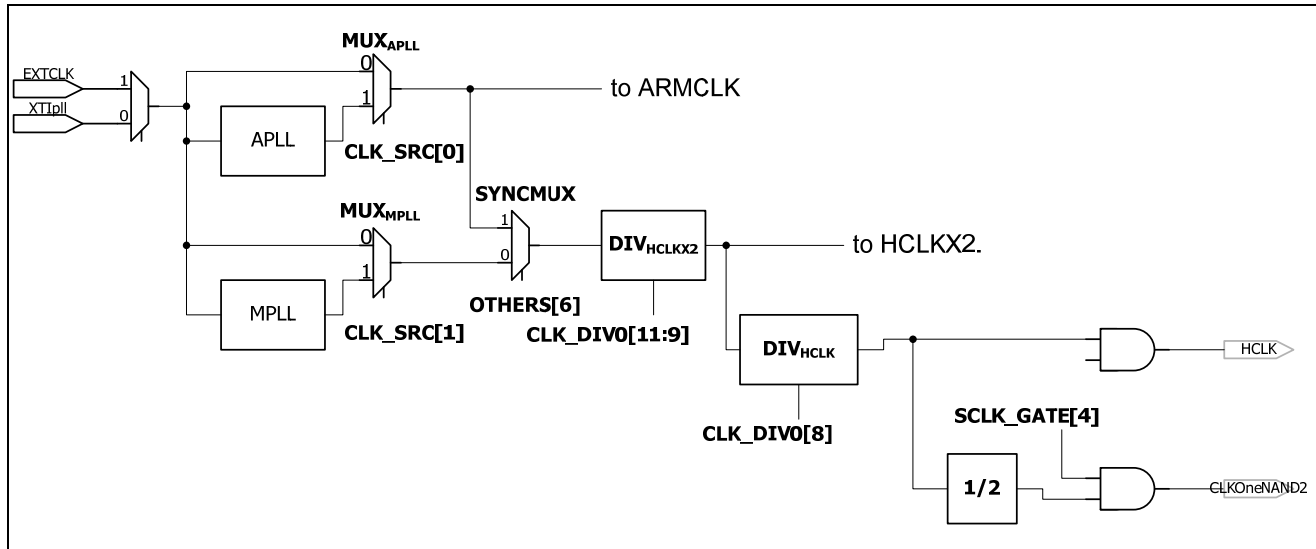 MUXAPLL
EXTCLK
1
XTIpll
0
0
1
to ARMCLK
APLL
CLK_SRC[0]
SYNCMUX
MUXMPLL
0
1
1
0
DIVHCLKX2
to HCLKX2.
MPLL
CLK_SRC[1]
OTHERS[6]
CLK_DIV0[11:9]
DIVHCLK
HCLK
CLK_DIV0[8]
SCLK_GATE[4]
1/2
CLKOneNAND2